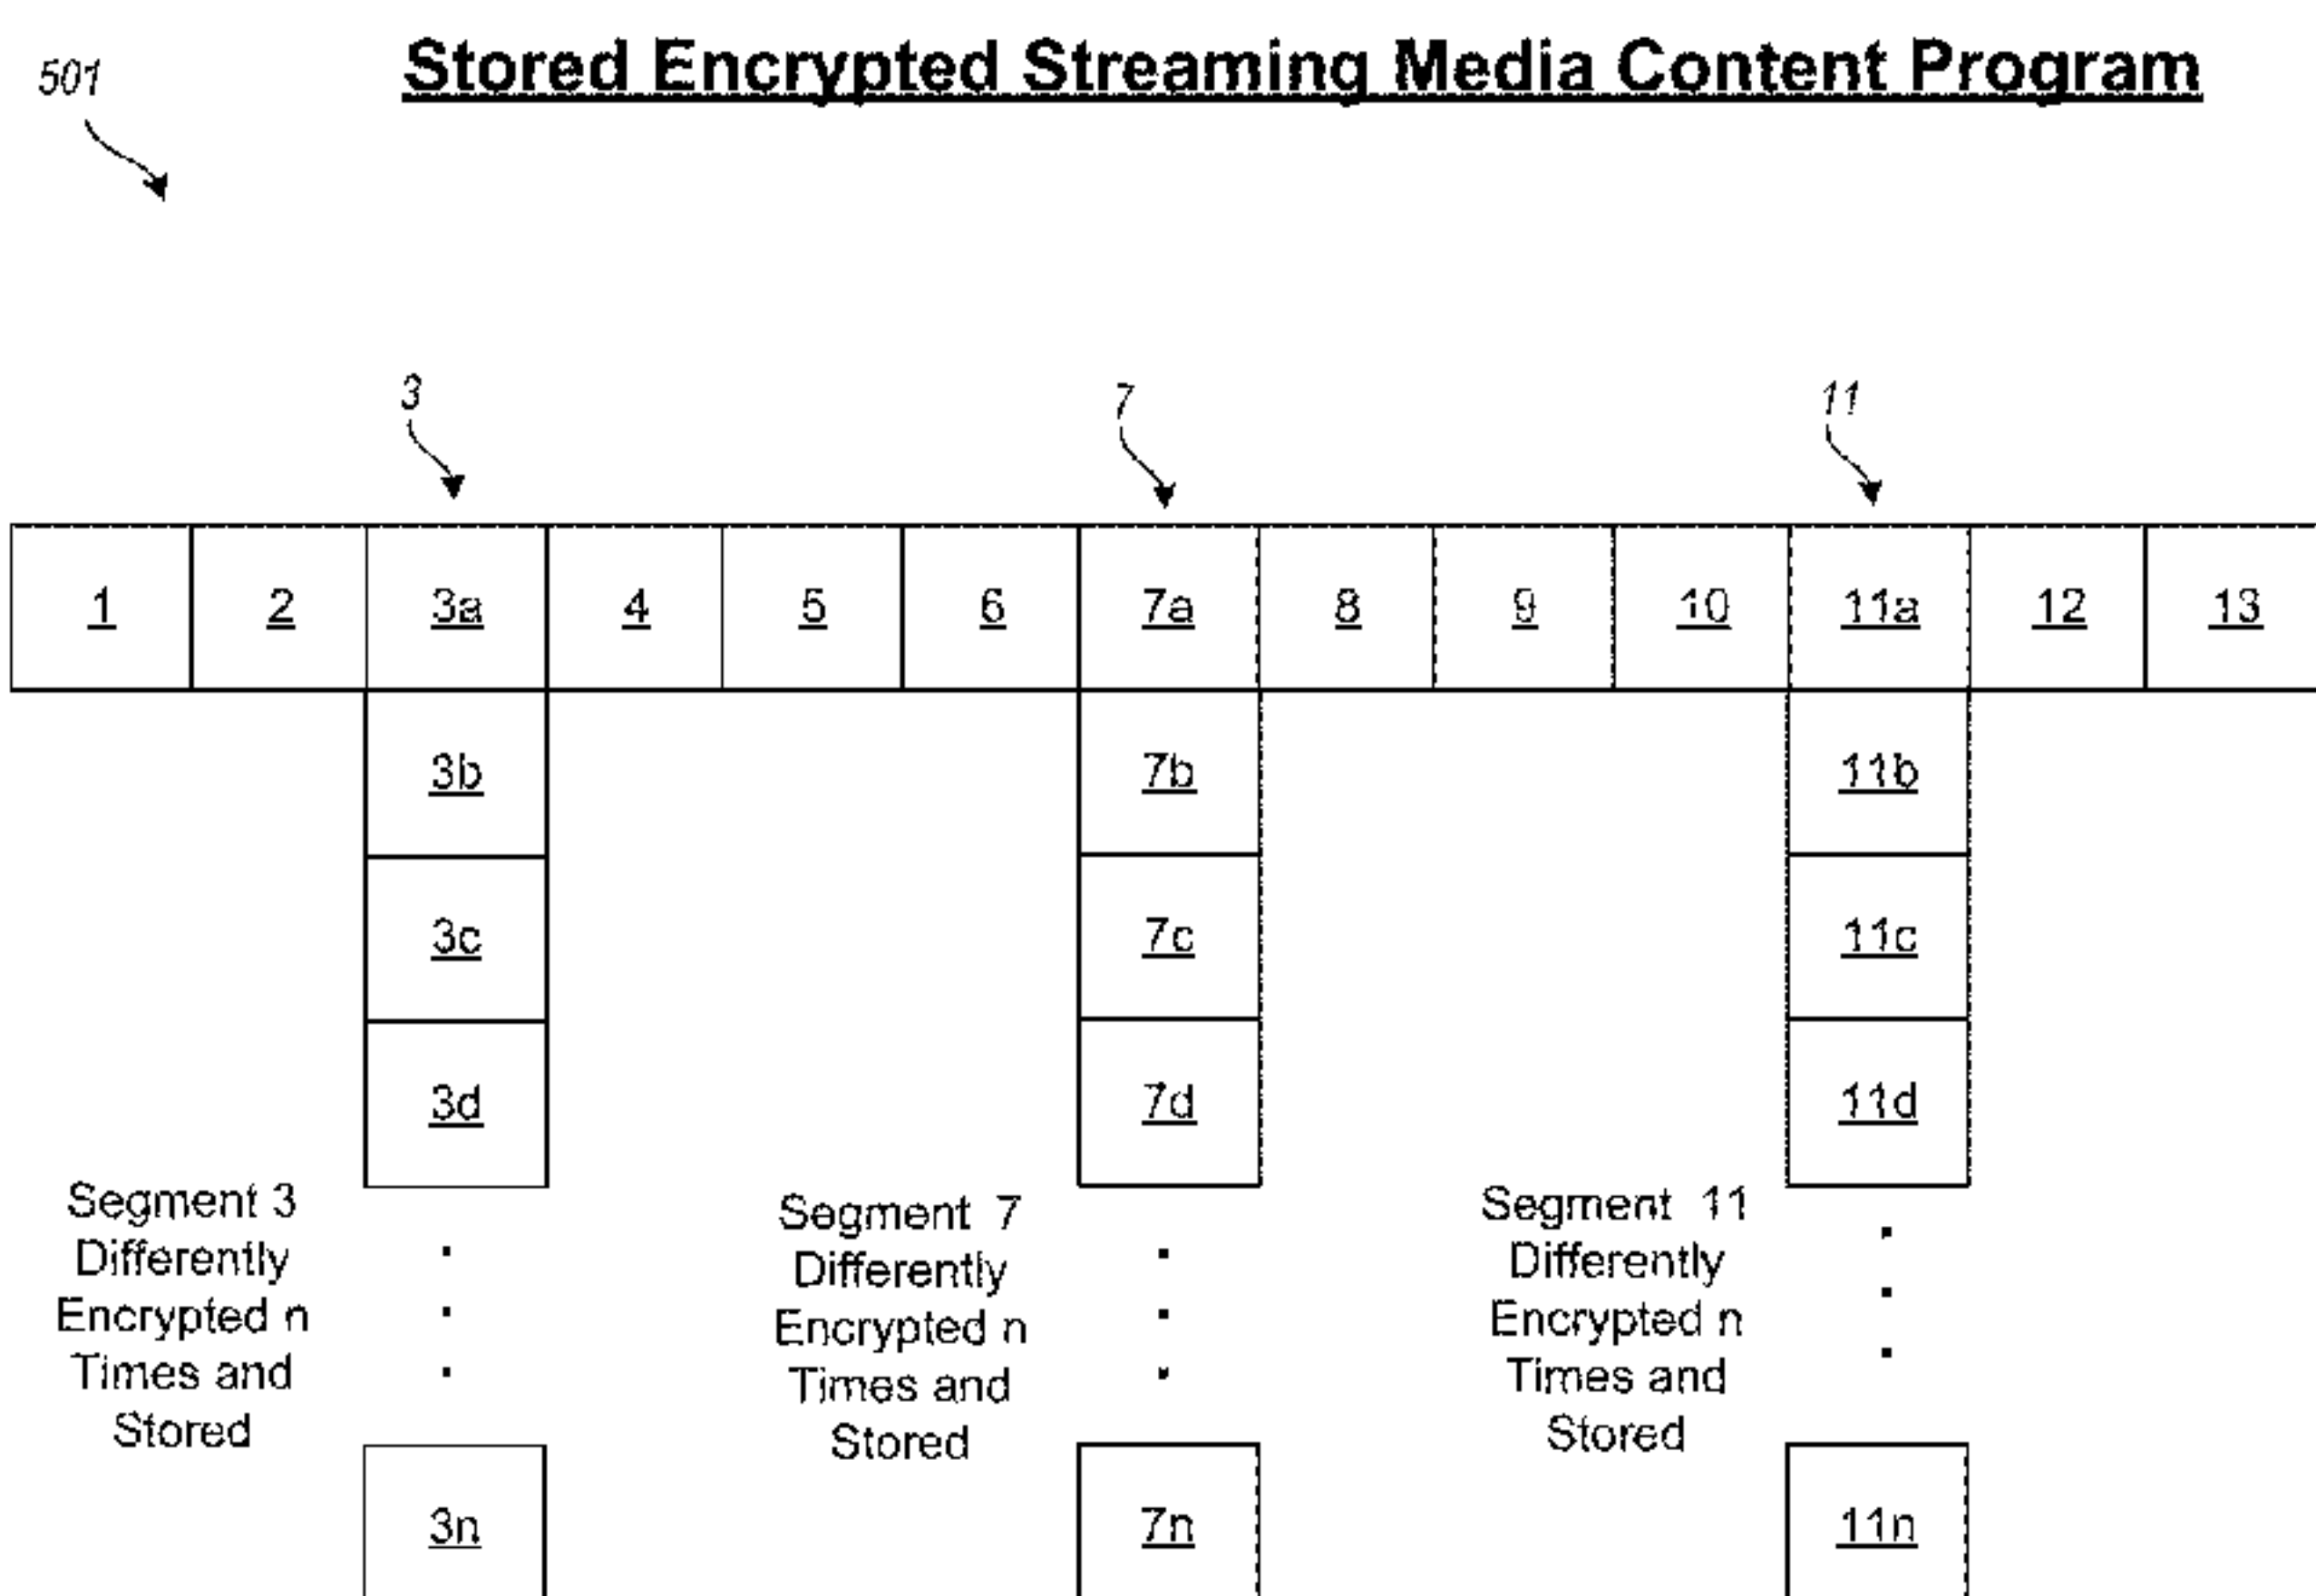 Stored Encrypted Streaming Media Content Program
501
3
7
11
1 2 3a 4 5 6 7a 8 9 10 11a 12 13
3b 7b 11b
3c 7c 11c
3d 7d 11d
Segment 3
Differently
Encrypted n
Times and
Stored
Segment 7
Differently
Encrypted n
Times and
Stored
Segment 11
Differently
Encrypted n
Times and
Stored
3n 7n 11n